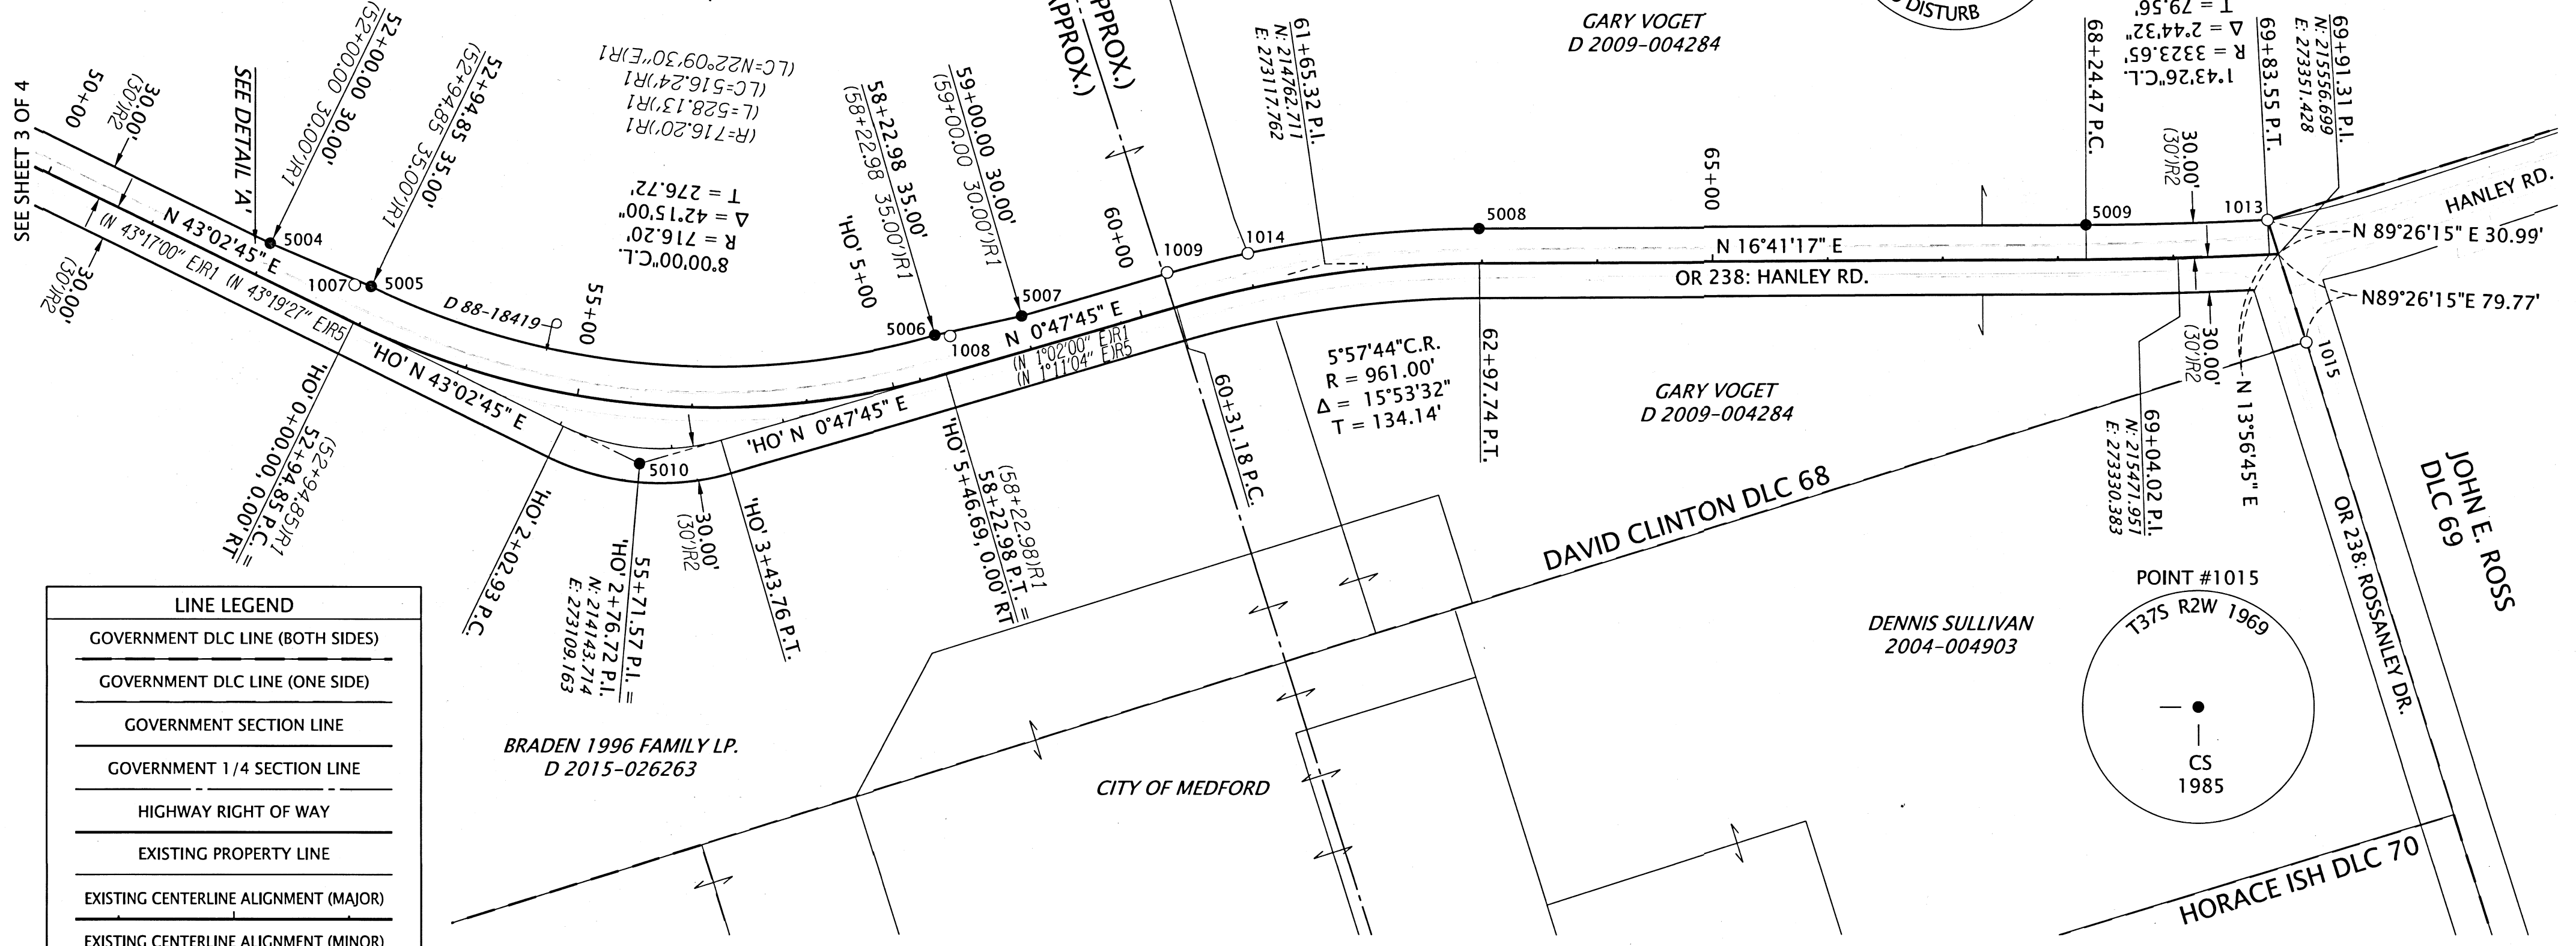 SEE SHEET 3 OF 4
50+00
30.00'
(30')R2
SEE DETAIL 'A'
52+00.00 30.00'
(52+00.00 30.00')R1
52+94.85 35.00'
(52+94.85 35.00')R1
(R=716.20')R1
(L=528.13')R1
(LC=516.24')R1
(LC=N22°09'30"E)R1
8°00'00"C.L.
R = 716.20'
Δ = 42°15'00"
T = 276.72'
58+22.98 35.00'
(58+22.98 35.00')R1
59+00.00 30.00'
(59+00.00 30.00')R1
'HO' 5+00
60+00
PPROX.)
APPROX.)
61+65.32 P.I.
N: 214762.711
E: 273117.762
GARY VOGET
D 2009-004284
DISTURB
65+00
68+24.47 P.C.
1°43'26"C.L.
R = 3323.65'
Δ = 2°44'32"
T = 79.56'
69+83.55 P.T.
69+91.31 P.I.
N: 215556.699
E: 273351.428
30.00'
(30')R2
HANLEY RD.
N 89°26'15" E 30.99'
N89°26'15"E 79.77'
N 43°02'45" E
(N 43°17'00" E)R1 (N 43°19'27" E)R5
30.00'
(30')R2
5004
1007
5005
D 88-18419
55+00
5006
1008
5007
N 0°47'45" E
(N 1°02'00" E)R1
(N 1°11'04" E)R5
1009
1014
5008
N 16°41'17" E
OR 238: HANLEY RD.
5009
1013
1015
'HO' N 43°02'45" E
'HO' N 0°47'45" E
5010
(52+94.85)R1
52+94.85 P.C. =
'HO' 0+00.00, 0.00' RT
'HO' 2+02.93 P.C.
55+71.57 P.I. =
'HO' 2+76.72 P.I.
N: 214143.714
E: 273109.163
30.00'
(30')R2
'HO' 3+43.76 P.T.
(58+22.98)R1
58+22.98 P.T. =
'HO' 5+46.69, 0.00' RT
60+31.18 P.C.
5°57'44"C.R.
R = 961.00'
Δ = 15°53'32"
T = 134.14'
62+97.74 P.T.
GARY VOGET
D 2009-004284
69+04.02 P.I.
N: 215471.951
E: 273330.383
30.00'
(30')R2
N 13°56'45" E
OR 238: ROSSANLEY DR.
JOHN E. ROSS
DLC 69
DAVID CLINTON DLC 68
DENNIS SULLIVAN
2004-004903
POINT #1015
T37S R2W 1969
CS
1985
HORACE ISH DLC 70
CITY OF MEDFORD
BRADEN 1996 FAMILY LP.
D 2015-026263
LINE LEGEND
GOVERNMENT DLC LINE (BOTH SIDES)
GOVERNMENT DLC LINE (ONE SIDE)
GOVERNMENT SECTION LINE
GOVERNMENT 1/4 SECTION LINE
HIGHWAY RIGHT OF WAY
EXISTING PROPERTY LINE
EXISTING CENTERLINE ALIGNMENT (MAJOR)
EXISTING CENTERLINE ALIGNMENT (MINOR)